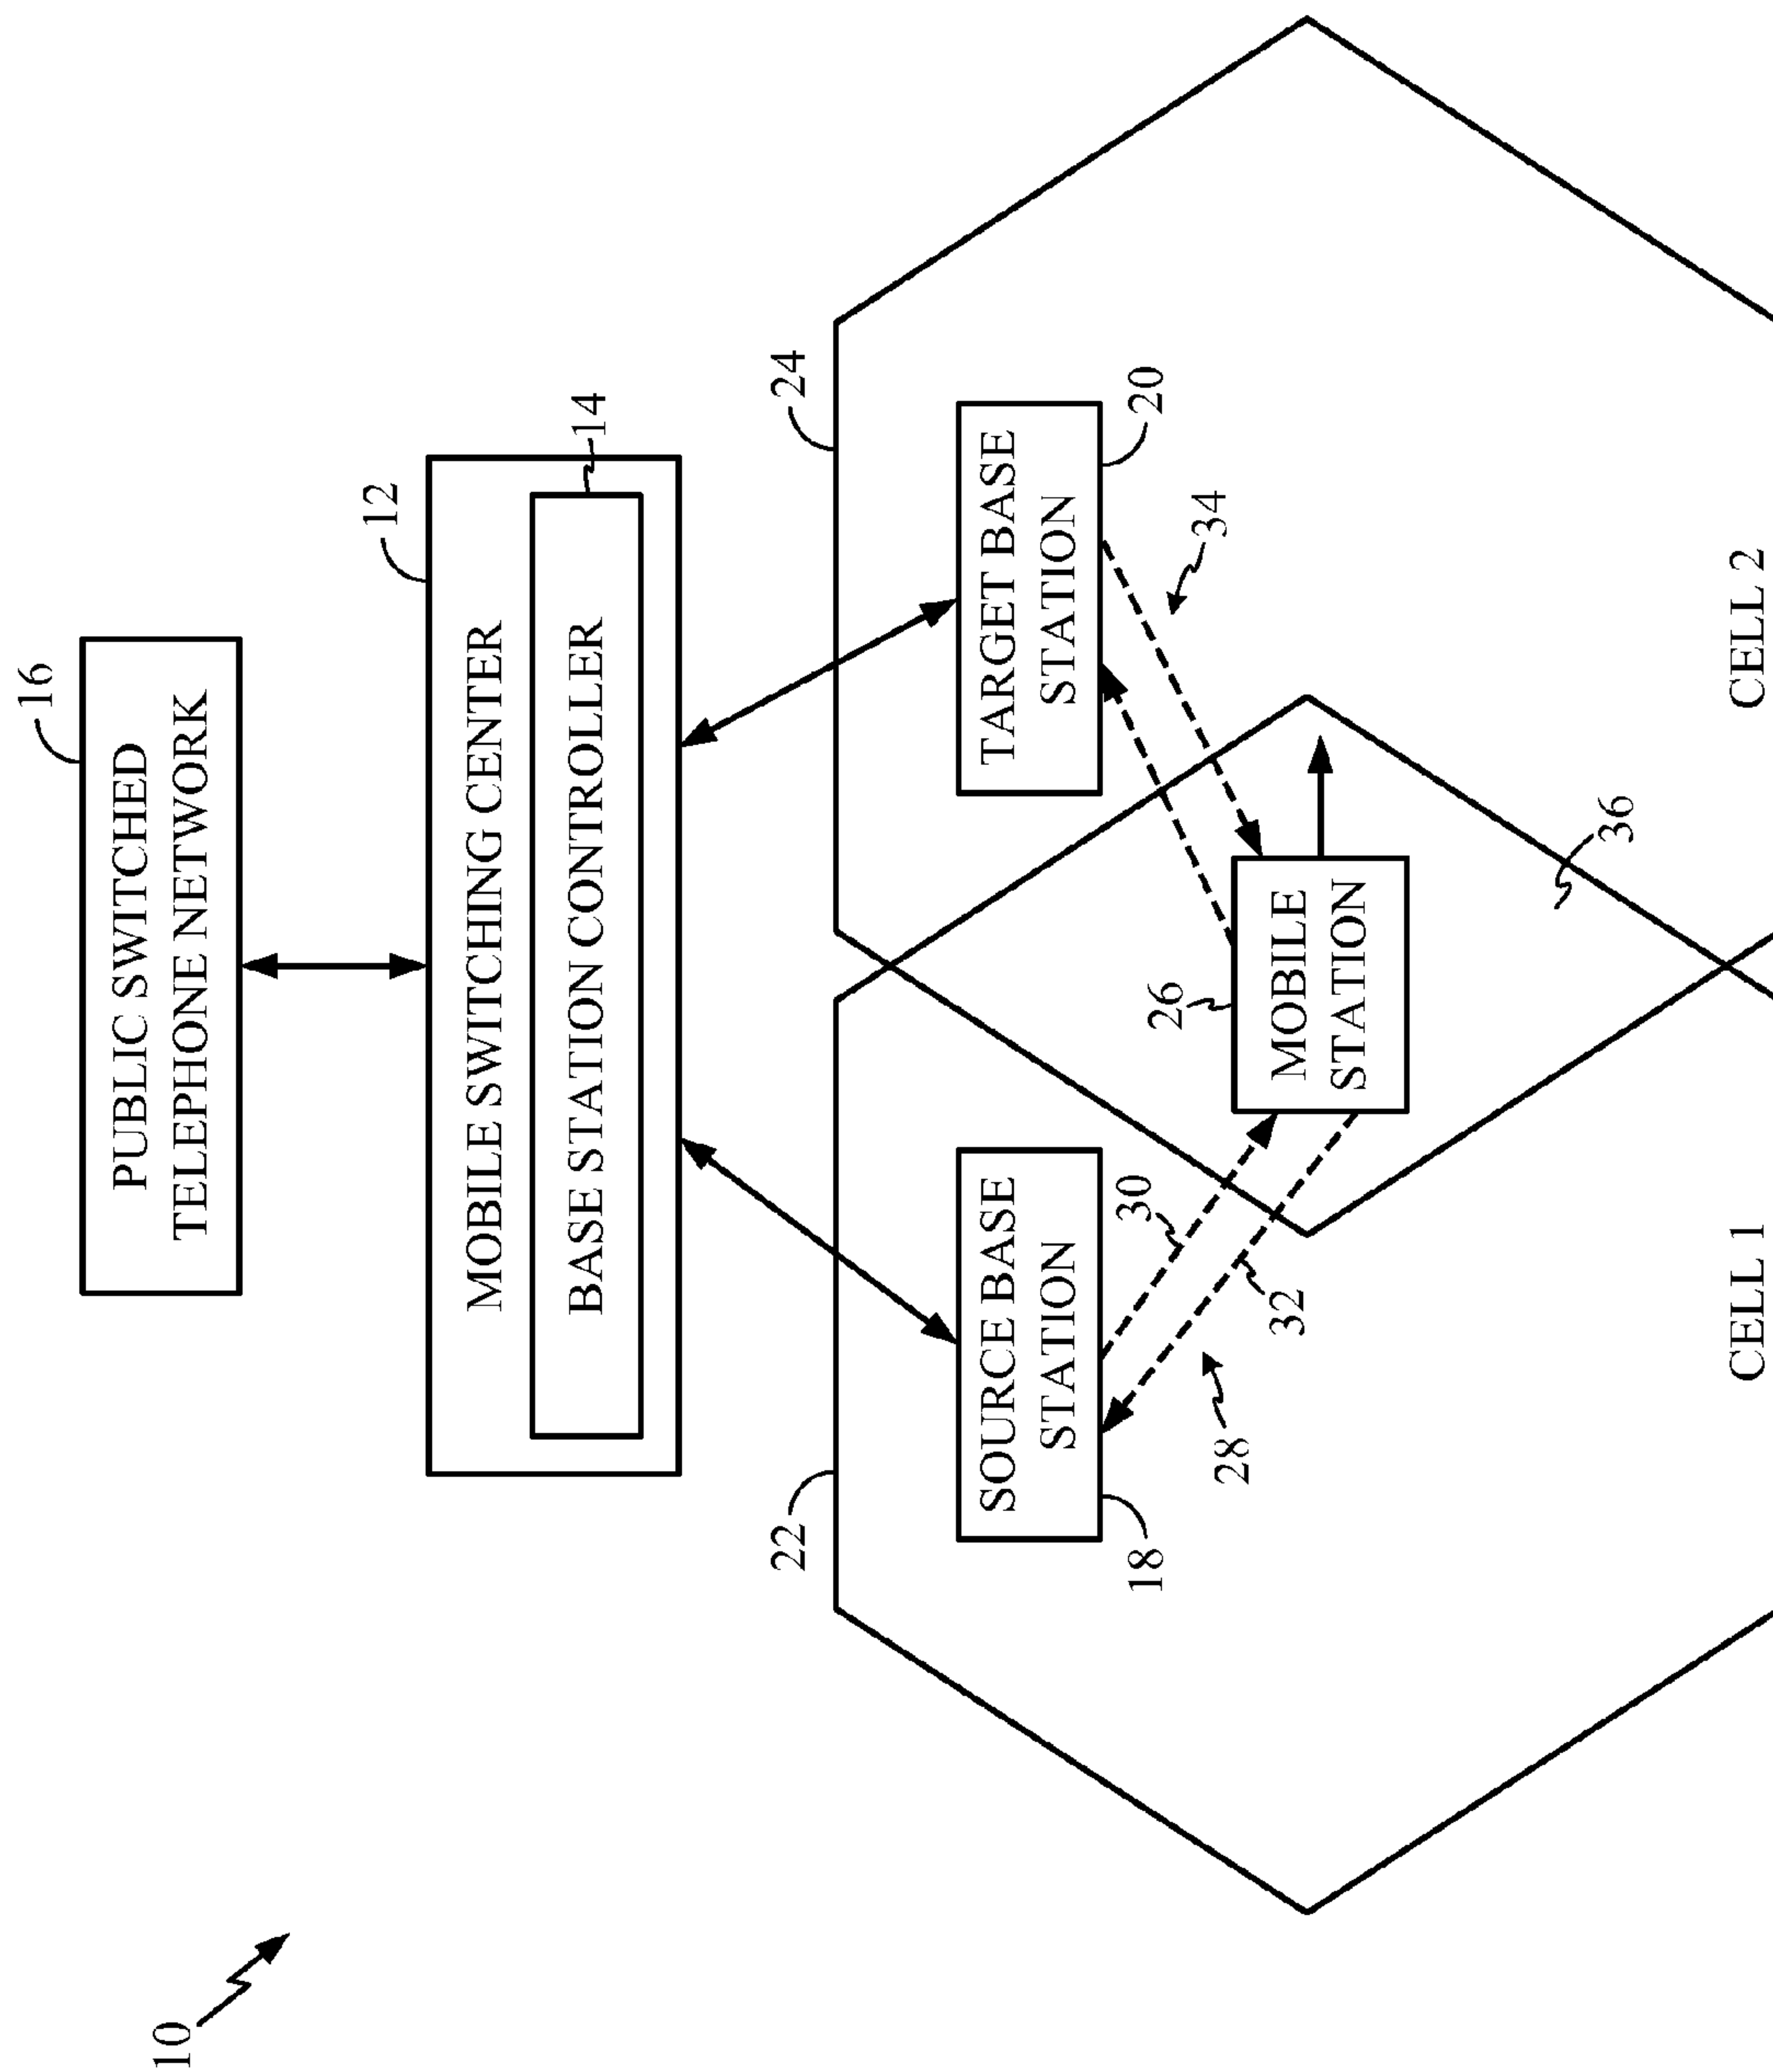 10
16
PUBLIC SWITCHED
TELEPHONE NETWORK
12
MOBILE SWITCHING CENTER
14
BASE STATION CONTROLLER
22
24
SOURCE BASE
STATION
TARGET BASE
STATION
18
30
26
20
28
32
34
MOBILE
STATION
36
CELL 1
CELL 2